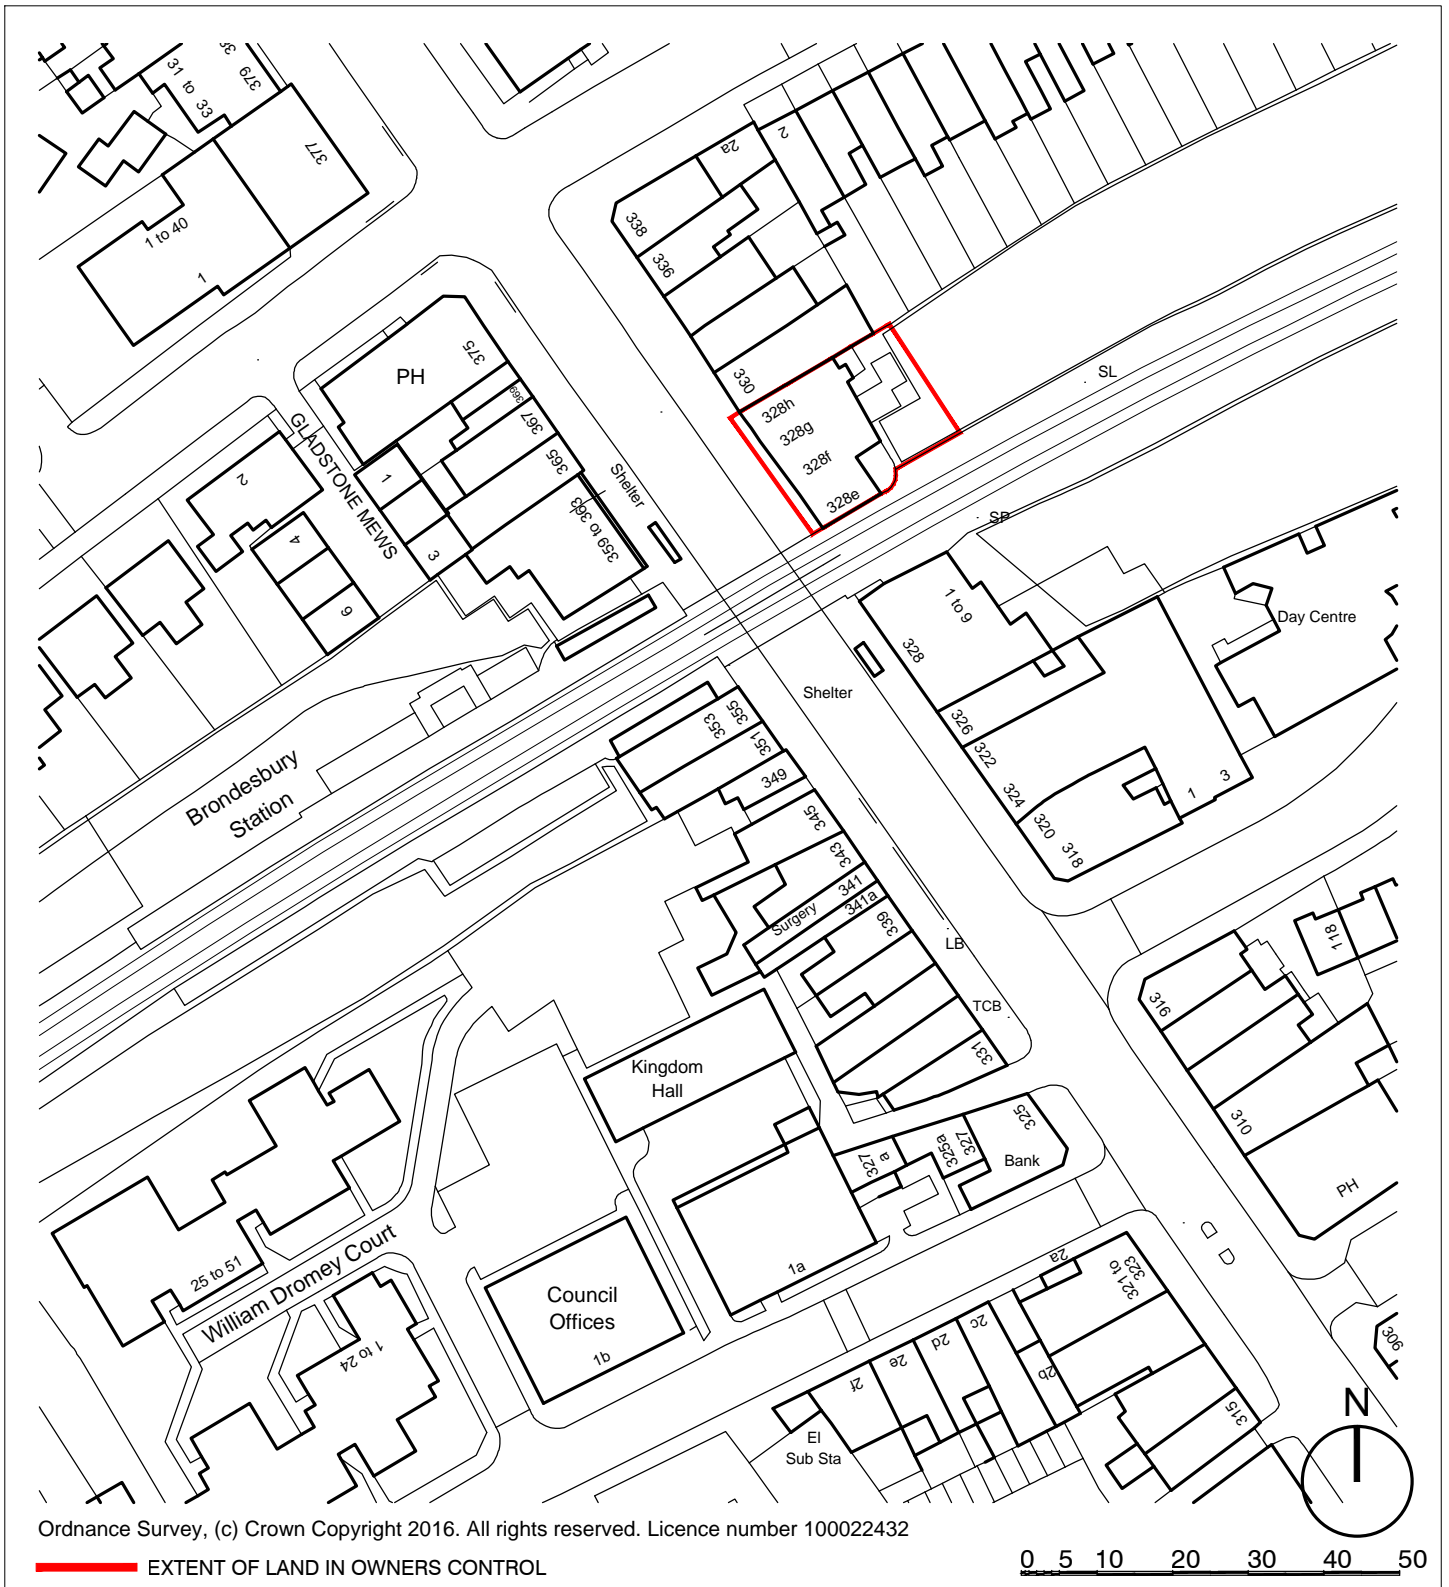 31 to 33
379
377
1 to 40
1
2a
2
338
336
330
328h
328g
328f
328e
SL
SP
PH
375
369
367
365
359 to 363
Shelter
GLADSTONE MEWS
1
3
2
4
6
Brondesbury
Station
1 to 9
328
Day Centre
Shelter
326
322
324
320
318
1
3
355
353
351
349
345
343
341
341a
Surgery
339
LB
TCB
331
118
316
310
PH
Kingdom
Hall
325
327
325a
327
a
Bank
1a
25 to 51
William Dromey Court
1 to 24
Council
Offices
1b
2a
321 to
323
2c
2d
2e
2f
2b
El
Sub Sta
315
306
N
Ordnance Survey, (c) Crown Copyright 2016. All rights reserved. Licence number 100022432
EXTENT OF LAND IN OWNERS CONTROL
0 5 10 20 30 40 50